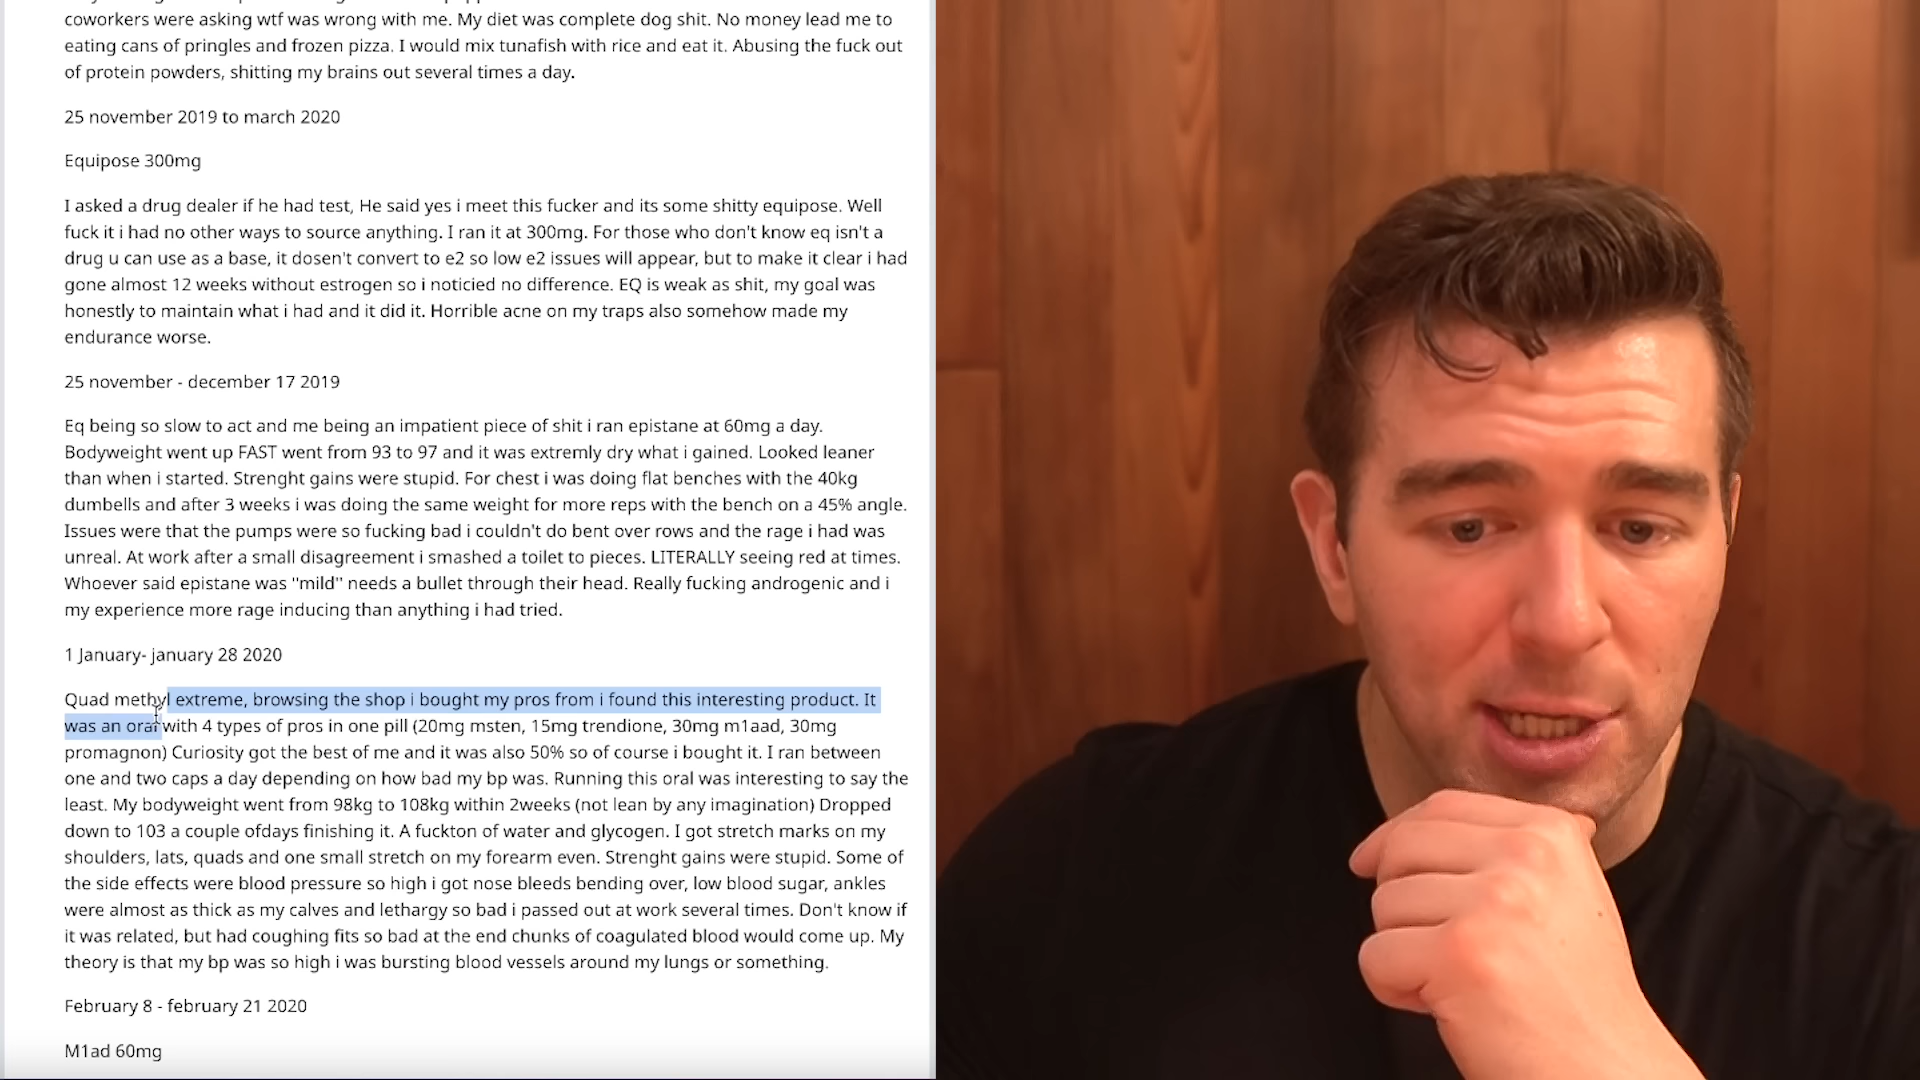 coworkers were asking wtf was wrong with me. My diet was complete dog shit. No money lead me to
eating cans of pringles and frozen pizza. I would mix tunafish with rice and eat it. Abusing the fuck out
of protein powders, shitting my brains out several times a day.
25 november 2019 to march 2020
Equipose 300mg
I asked a drug dealer if he had test, He said yes i meet this fucker and its some shitty equipose. Well
fuck it i had no other ways to source anything. I ran it at 300mg. For those who don't know eq isn't a
drug u can use as a base, it dosen't convert to e2 so low e2 issues will appear, but to make it clear i had
gone almost 12 weeks without estrogen so i noticied no difference. EQ is weak as shit, my goal was
honestly to maintain what i had and it did it. Horrible acne on my traps also somehow made my
endurance worse.
25 november - december 17 2019
Eq being so slow to act and me being an impatient piece of shit i ran epistane at 60mg a day.
Bodyweight went up FAST went from 93 to 97 and it was extremly dry what i gained. Looked leaner
than when i started. Strenght gains were stupid. For chest i was doing flat benches with the 40kg
dumbells and after 3 weeks i was doing the same weight for more reps with the bench on a 45% angle.
Issues were that the pumps were so fucking bad i couldn't do bent over rows and the rage i had was
unreal. At work after a small disagreement i smashed a toilet to pieces. LITERALLY seeing red at times.
Whoever said epistane was "mild" needs a bullet through their head. Really fucking androgenic and i
my experience more rage inducing than anything i had tried.
1 January- january 28 2020
Quad methyl extreme, browsing the shop i bought my pros from i found this interesting product. It
was an oral with 4 types of pros in one pill (20mg msten, 15mg trendione, 30mg m1aad, 30mg
promagnon) Curiosity got the best of me and it was also 50% so of course i bought it. I ran between
one and two caps a day depending on how bad my bp was. Running this oral was interesting to say the
least. My bodyweight went from 98kg to 108kg within 2weeks (not lean by any imagination) Dropped
down to 103 a couple ofdays finishing it. A fuckton of water and glycogen. I got stretch marks on my
shoulders, lats, quads and one small stretch on my forearm even. Strenght gains were stupid. Some of
the side effects were blood pressure so high i got nose bleeds bending over, low blood sugar, ankles
were almost as thick as my calves and lethargy so bad i passed out at work several times. Don't know if
it was related, but had coughing fits so bad at the end chunks of coagulated blood would come up. My
theory is that my bp was so high i was bursting blood vessels around my lungs or something.
February 8 - february 21 2020
M1ad 60mg